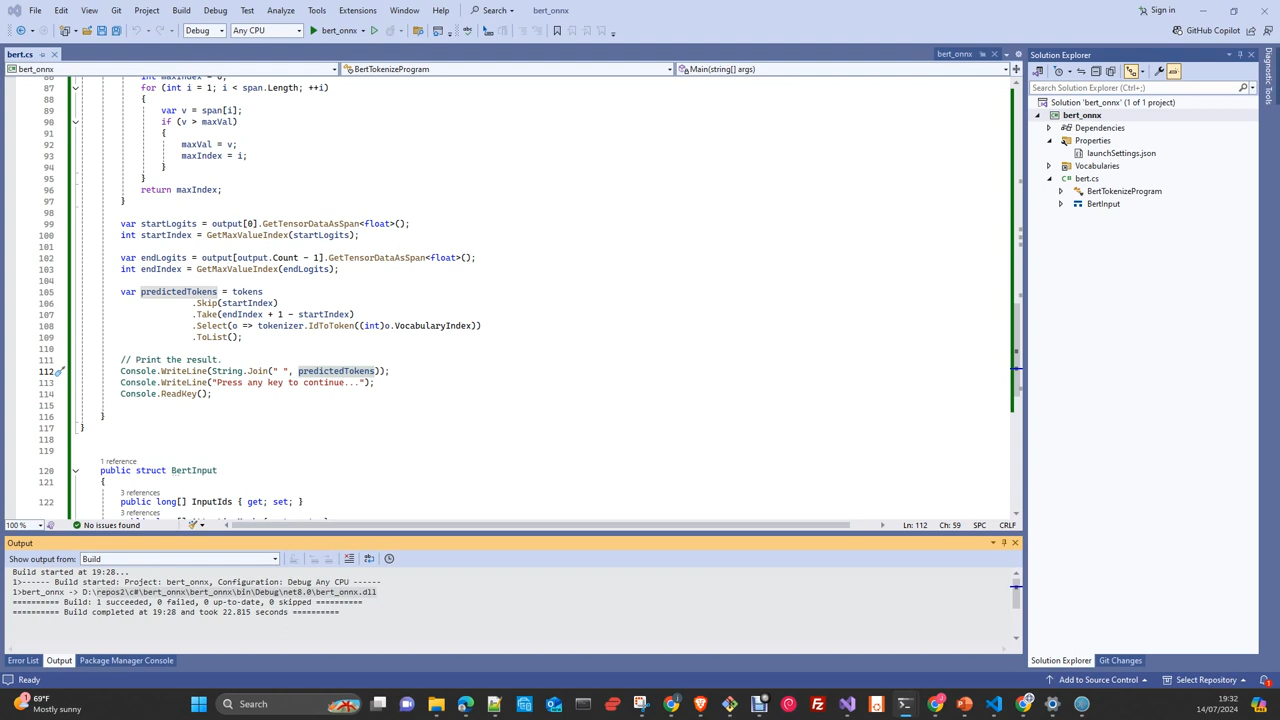 File Edit View Git Project Build Debug Test Analyze Tools Extensions Window Help Search bert_onnx Sign in
Debug Any CPU bert_onnx GitHub Copilot
bert.cs bert_onnx
bert_onnx BertTokenizeProgram Main(string[] args)
87 for (int i = 1; i < span.Length; ++i)
88 {
89 var v = span[i];
90 if (v > maxVal)
91 {
92 maxVal = v;
93 maxIndex = i;
94 }
95 }
96 return maxIndex;
97 }
98
99 var startLogits = output[0].GetTensorDataAsSpan<float>();
100 int startIndex = GetMaxValueIndex(startLogits);
101
102 var endLogits = output[output.Count - 1].GetTensorDataAsSpan<float>();
103 int endIndex = GetMaxValueIndex(endLogits);
104
105 var predictedTokens = tokens
106 .Skip(startIndex)
107 .Take(endIndex + 1 - startIndex)
108 .Select(o => tokenizer.IdToToken((int)o.VocabularyIndex))
109 .ToList();
110
111 // Print the result.
112 Console.WriteLine(String.Join(" ", predictedTokens));
113 Console.WriteLine("Press any key to continue...");
114 Console.ReadKey();
115
116 }
117 }
118
119
1 reference
120 public struct BertInput
121 {
3 references
122 public long[] InputIds { get; set; }
3 references
100 % No issues found Ln: 112 Ch: 59 SPC CRLF
Output
Show output from: Build
Build started at 19:28...
1>------ Build started: Project: bert_onnx, Configuration: Debug Any CPU ------
1>bert_onnx -> D:\repos2\c#\bert_onnx\bert_onnx\bin\Debug\net8.0\bert_onnx.dll
========== Build: 1 succeeded, 0 failed, 0 up-to-date, 0 skipped ==========
========== Build completed at 19:28 and took 22.815 seconds ==========
Error List Output Package Manager Console
Solution Explorer
Search Solution Explorer (Ctrl+;)
Solution 'bert_onnx' (1 of 1 project)
bert_onnx
Dependencies
Properties
launchSettings.json
Vocabularies
bert.cs
BertTokenizeProgram
BertInput
Solution Explorer Git Changes
Diagnostic Tools
Ready Add to Source Control Select Repository 1
69°F
Mostly sunny
Search
19:32
14/07/2024